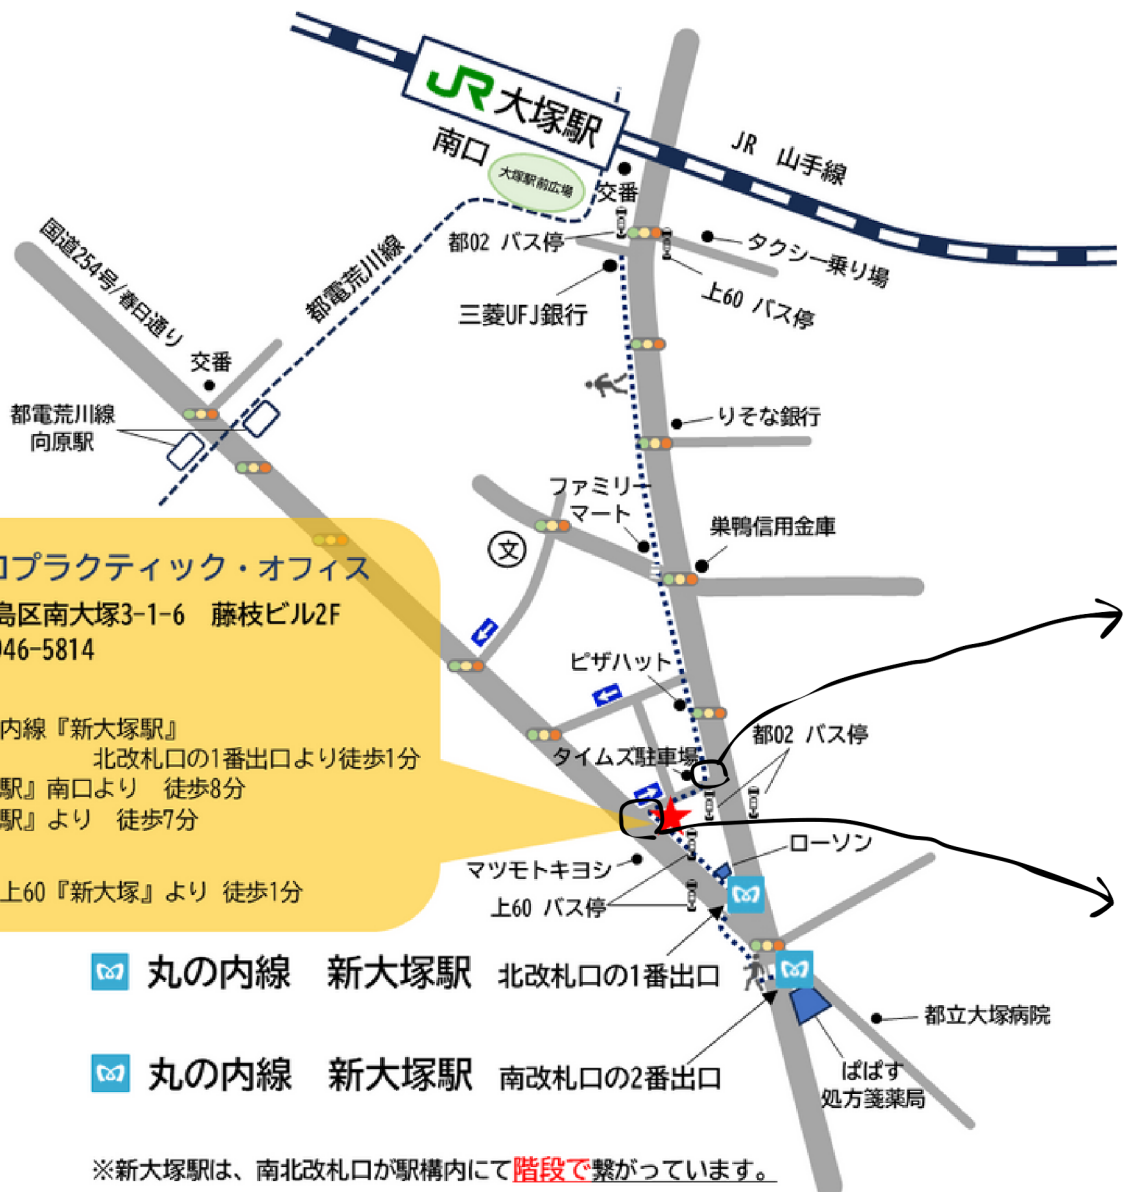 JR 大塚駅
南口
大塚駅前広場
交番
JR 山手線
都02 バス停
タクシー乗り場
上60 バス停
三菱UFJ銀行
国道254号/春日通り
都電荒川線
交番
都電荒川線
向原駅
りそな銀行
ファミリー
マート
文
巣鴨信用金庫
ロプラクティック・オフィス
島区南大塚3-1-6 藤枝ビル2F
946-5814
内線『新大塚駅』
北改札口の1番出口より徒歩1分
駅』南口より 徒歩8分
駅』より 徒歩7分
上60『新大塚』より 徒歩1分
ピザハット
タイムズ駐車場
都02 バス停
ローソン
マツモトキヨシ
上60 バス停
丸の内線 新大塚駅 北改札口の1番出口
都立大塚病院
丸の内線 新大塚駅 南改札口の2番出口
ぱぱす
処方箋薬局
※新大塚駅は、南北改札口が駅構内にて階段で繋がっています。